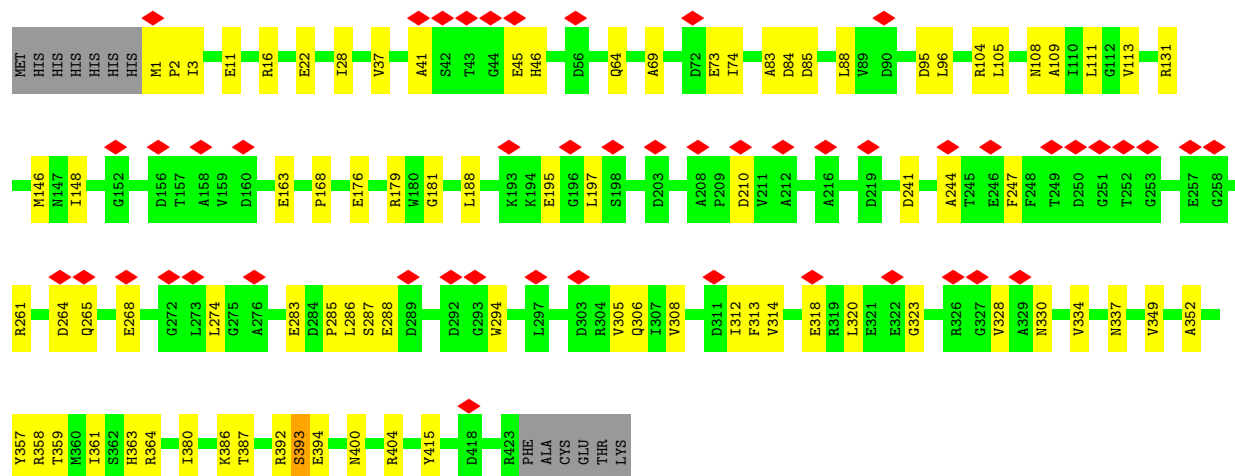 MET HIS HIS HIS HIS HIS HIS M1 P2 I3 E11 R16 E22 I28 V37 A41 S42 T43 G44 E45 H46 D56 Q64 A69 D72 E73 I74 A83 D84 D85 L88 V89 D90 D95 L96 R104 L105 N108 A109 I110 L111 G112 V113 R131
M146 N147 I148 G152 D156 T157 A158 V159 D160 E163 P168 E176 R179 W180 G181 L188 K193 K194 E195 G196 L197 S198 D203 A208 P209 D210 V211 A212 A216 D219 D241 A244 T245 E246 F247 F248 T249 D250 G251 T252 G253 E257 G258
R261 D264 Q265 E268 G272 L273 L274 G275 A276 E283 D284 P285 L286 S287 E288 D289 D292 G293 W294 L297 D303 R304 V305 Q306 I307 V308 D311 I312 F313 V314 E318 R319 L320 E321 E322 G323 R326 G327 V328 A329 N330 V334 N337 V349 A352
Y357 R358 T359 M360 I361 S362 H363 R364 I380 K386 T387 R392 S393 E394 N400 R404 Y415 D418 R423 PHE ALA CYS GLU THR LYS